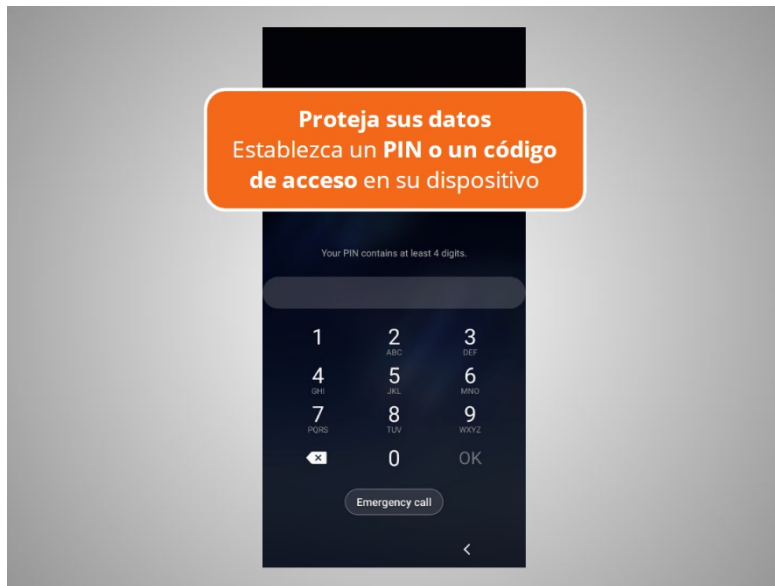 Proteja sus datos
Establezca un PIN o un código
de acceso en su dispositivo
Your PIN contains at least 4 digits.
1 2 3
ABC DEF
4 5 6
GHI JKL MNO
7 8 9
PQRS TUV WXYZ
0 OK
Emergency call